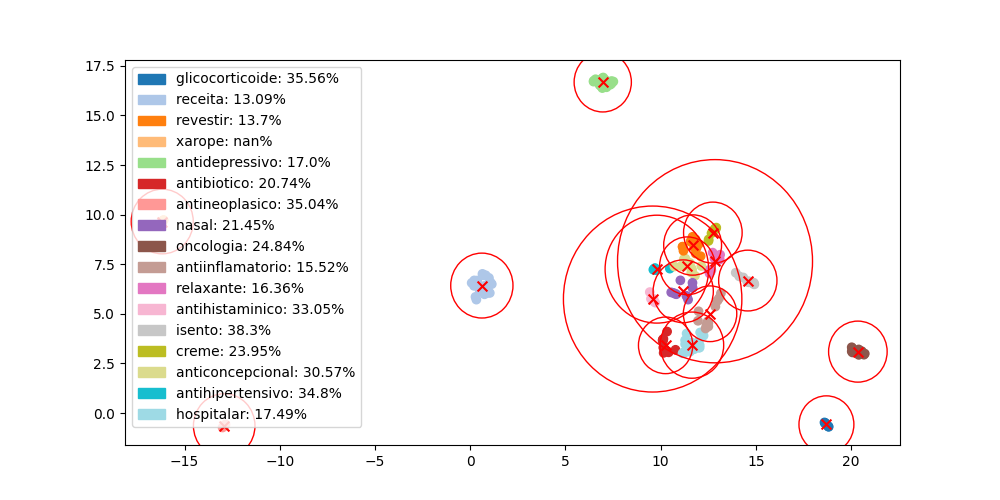 17.5
15.0
12.5
10.0
7.5
5.0
2.5
0.0
glicocorticoide: 35.56%
receita: 13.09%
revestir: 13.7%
xarope: nan%
antidepressivo: 17.0%
antibiotico: 20.74%
antineoplasico: 35.04%
nasal: 21.45%
oncologia: 24.84%
antiinflamatorio: 15.52%
relaxante: 16.36%
antihistaminico: 33.05%
isento: 38.3%
creme: 23.95%
anticoncepcional: 30.57%
antihipertensivo: 34.8%
hospitalar: 17.49%
−15 −10 −5 0 5 10 15 20